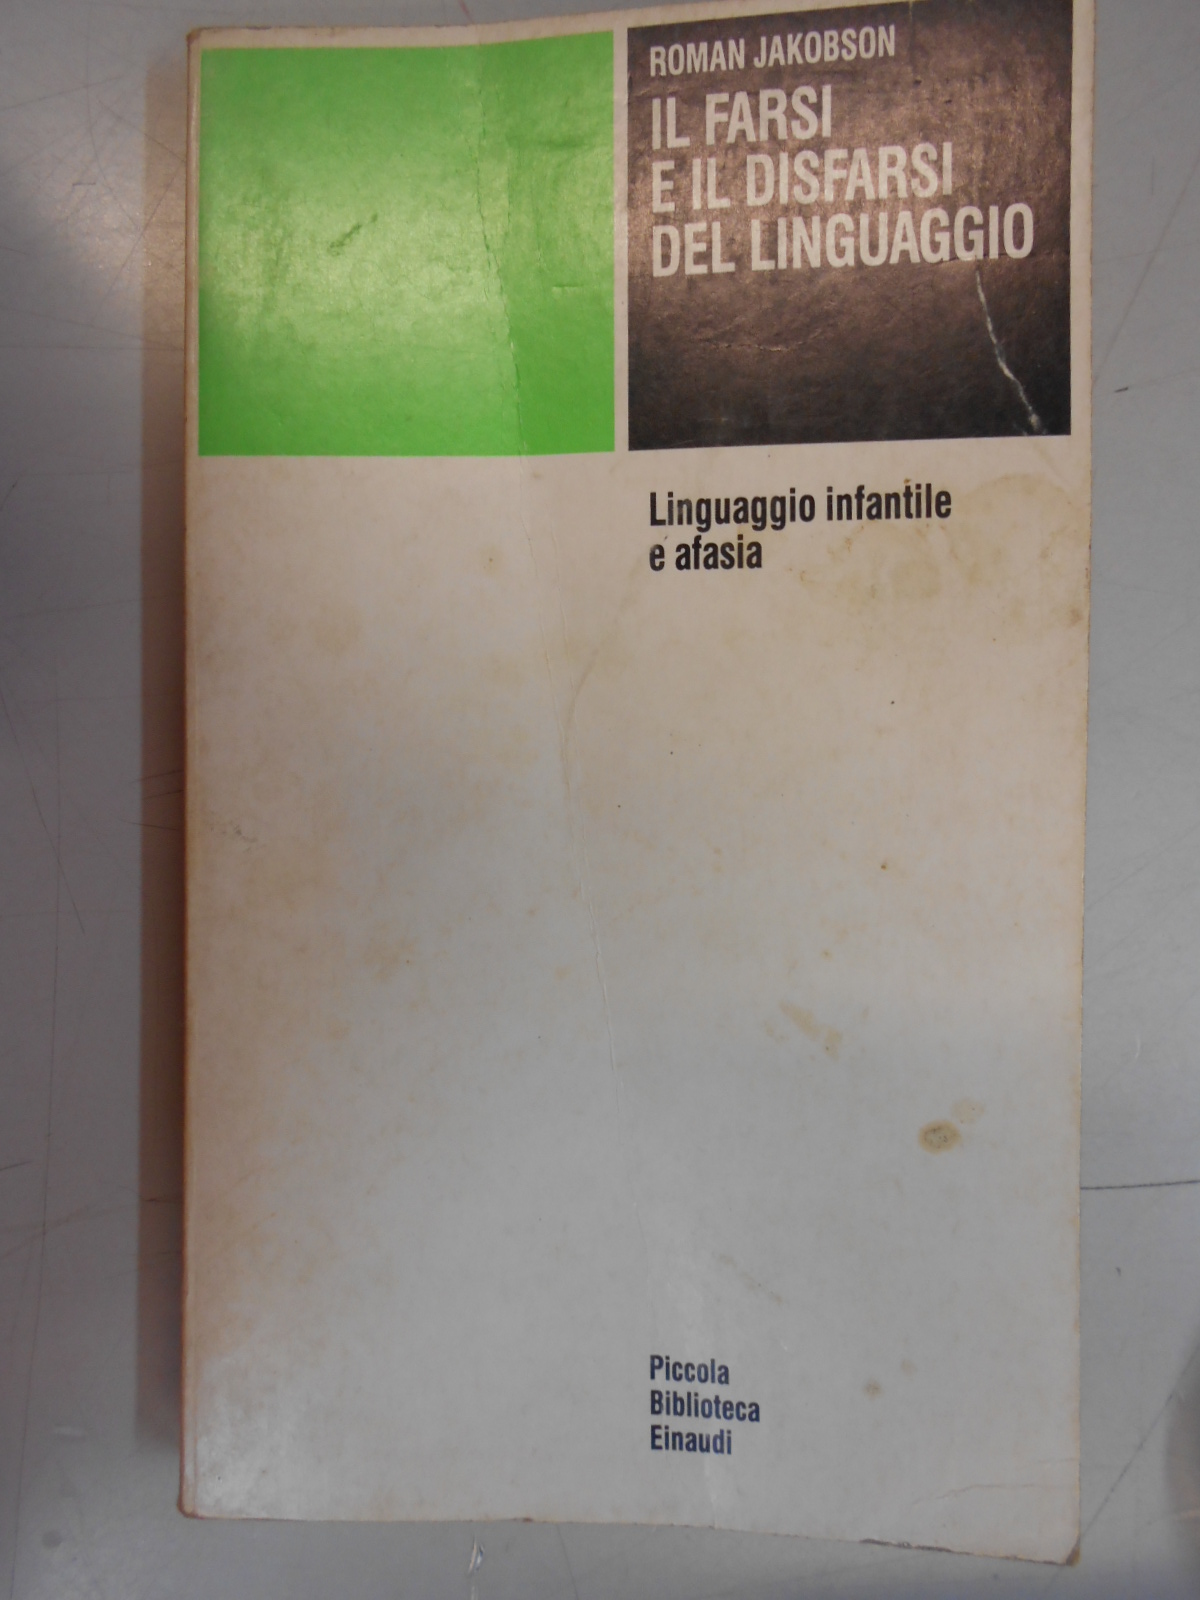 ROMAN JAKOBSON
IL FARSI
E IL DISFARSI
DEL LINGUAGGIO
Linguaggio infantile
e afasia
Piccola
Biblioteca
Einaudi